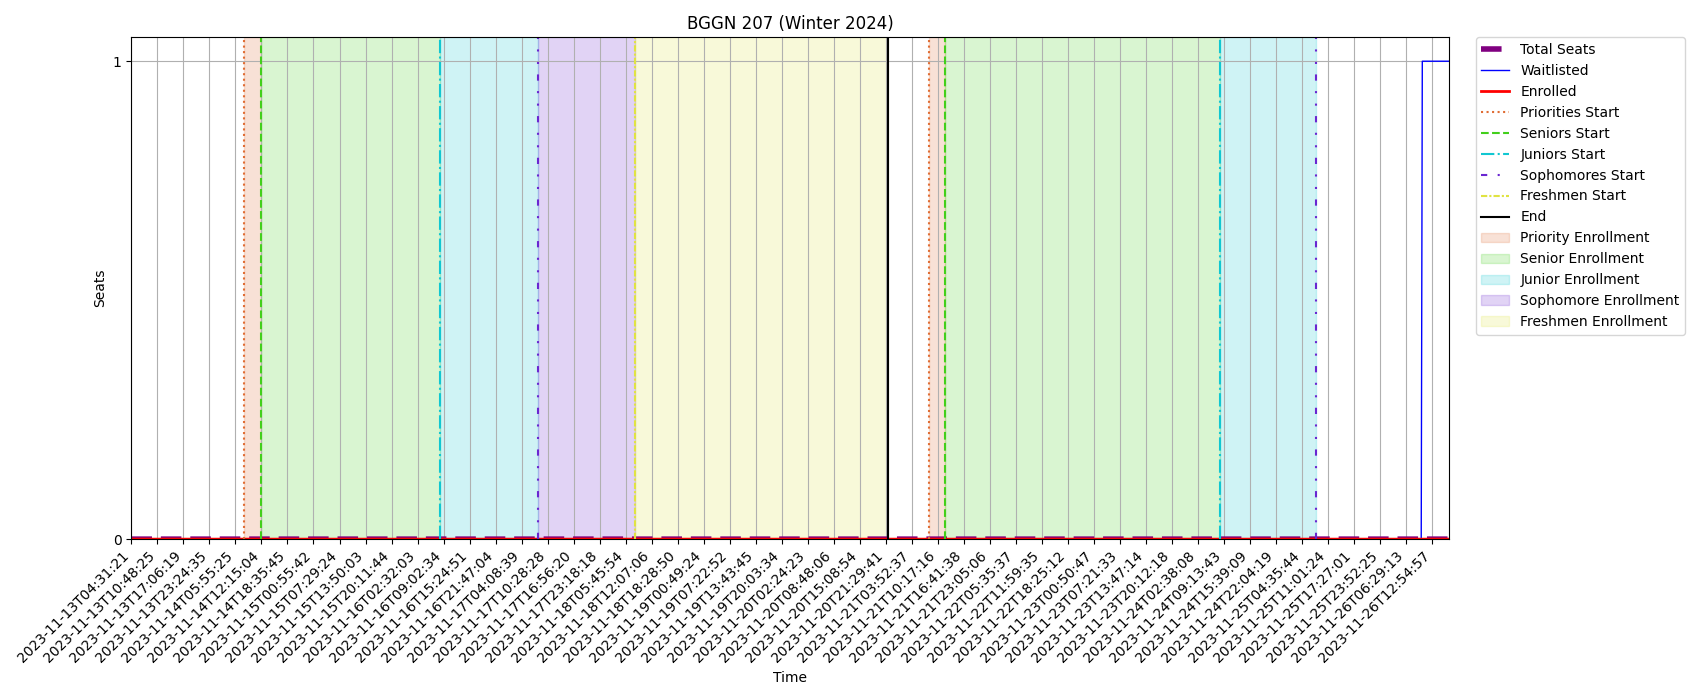 BGGN 207 (Winter 2024)
1
0
Seats
2023-11-13T04:31:21
2023-11-13T10:48:25
2023-11-13T17:06:19
2023-11-13T23:24:35
2023-11-14T05:55:25
2023-11-14T12:15:04
2023-11-14T18:35:45
2023-11-15T00:55:42
2023-11-15T07:29:24
2023-11-15T13:50:03
2023-11-15T20:11:44
2023-11-16T02:32:03
2023-11-16T09:02:34
2023-11-16T15:24:51
2023-11-16T21:47:04
2023-11-17T04:08:39
2023-11-17T10:28:28
2023-11-17T16:56:20
2023-11-17T23:18:18
2023-11-18T05:45:54
2023-11-18T12:07:06
2023-11-18T18:28:50
2023-11-19T00:49:24
2023-11-19T07:22:52
2023-11-19T13:43:45
2023-11-19T20:03:34
2023-11-20T02:24:23
2023-11-20T08:48:06
2023-11-20T15:08:54
2023-11-20T21:29:41
2023-11-21T03:52:37
2023-11-21T10:17:16
2023-11-21T16:41:38
2023-11-21T23:05:06
2023-11-22T05:35:37
2023-11-22T11:59:35
2023-11-22T18:25:12
2023-11-23T00:50:47
2023-11-23T07:21:33
2023-11-23T13:47:14
2023-11-23T20:12:18
2023-11-24T02:38:08
2023-11-24T09:13:43
2023-11-24T15:39:09
2023-11-24T22:04:19
2023-11-25T04:35:44
2023-11-25T11:01:24
2023-11-25T17:27:01
2023-11-25T23:52:25
2023-11-26T06:29:13
2023-11-26T12:54:57
Time
Total Seats
Waitlisted
Enrolled
Priorities Start
Seniors Start
Juniors Start
Sophomores Start
Freshmen Start
End
Priority Enrollment
Senior Enrollment
Junior Enrollment
Sophomore Enrollment
Freshmen Enrollment